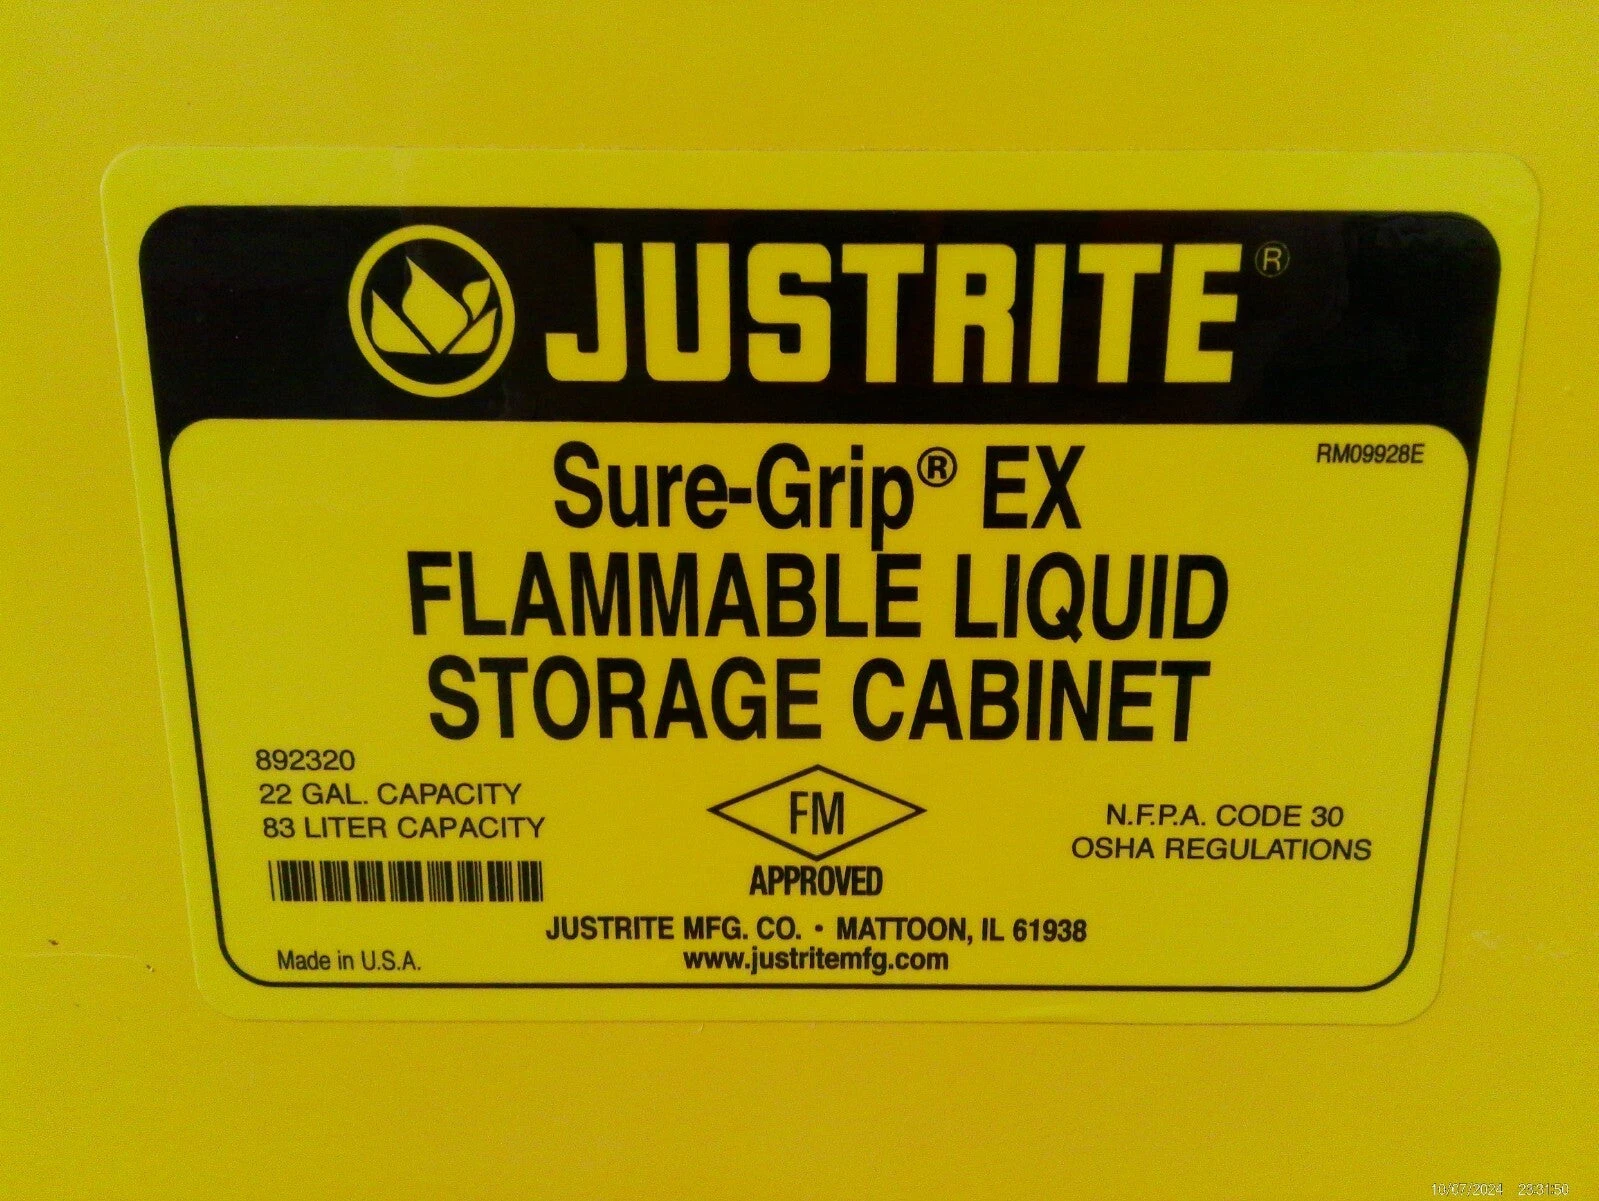 JUSTRITE®
Sure-Grip® EX
RM09928E
FLAMMABLE LIQUID
STORAGE CABINET
892320
22 GAL. CAPACITY
83 LITER CAPACITY
FM
APPROVED
N.F.P.A. CODE 30
OSHA REGULATIONS
JUSTRITE MFG. CO. • MATTOON, IL 61938
www.justritemfg.com
Made in U.S.A.